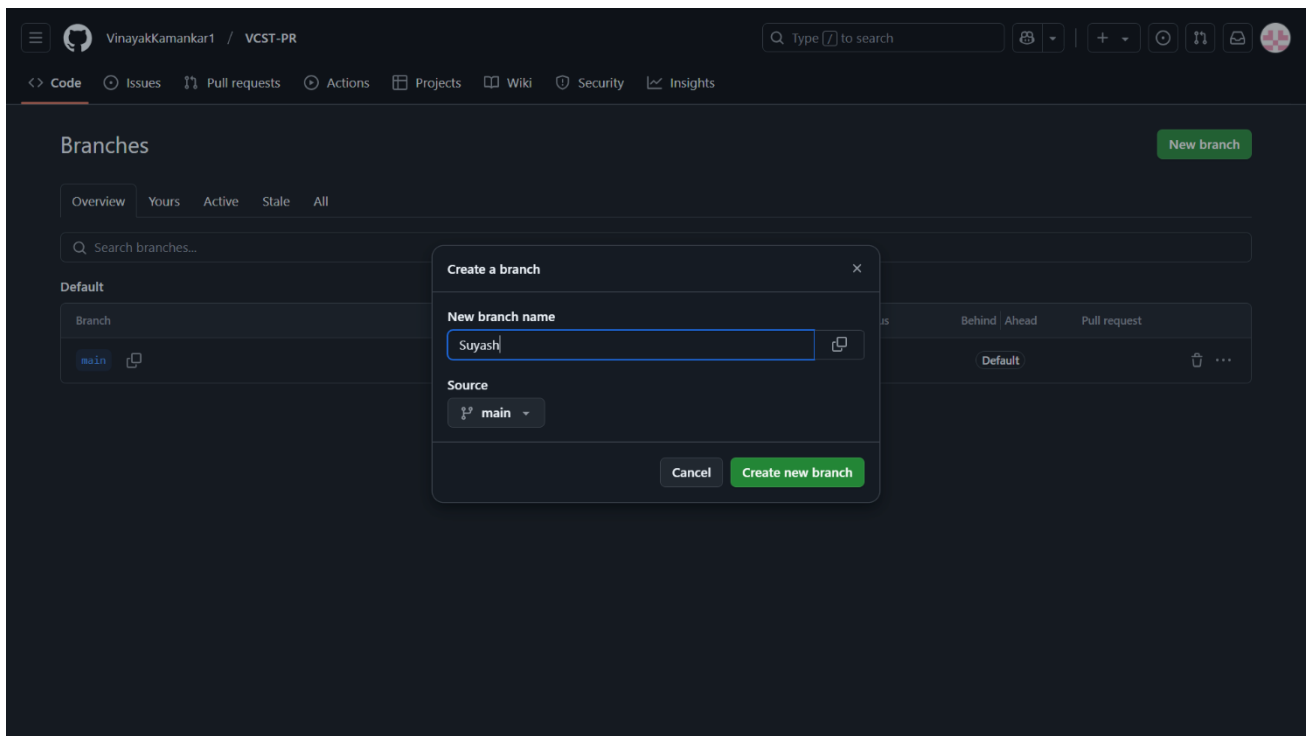 VinayakKamankar1 / VCST-PR
Type / to search
Code Issues Pull requests Actions Projects Wiki Security Insights
Branches
New branch
Overview Yours Active Stale All
Search branches...
Default
Branch
Behind Ahead Pull request
main
Default
Create a branch
New branch name
Suyash
Source
main
Cancel Create new branch